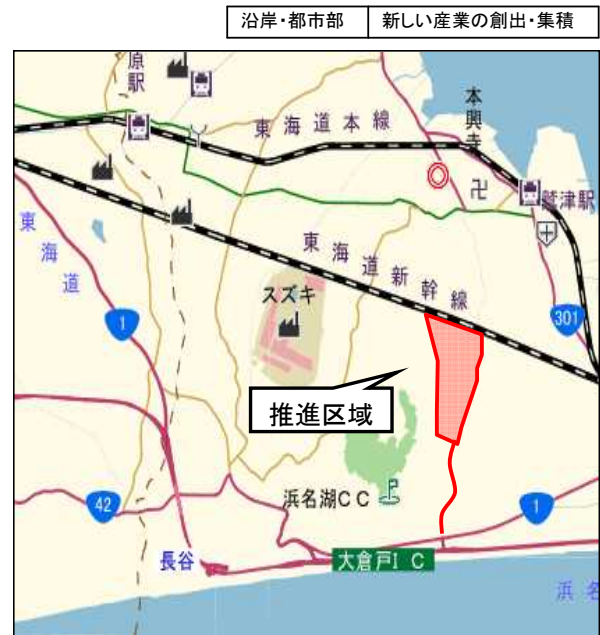 沿岸・都市部 新しい産業の創出・集積
原駅
東海道本線
本興寺
鷲津駅
東海道
東海道新幹線
スズキ
1
301
推進区域
浜名湖CC
42
1
長谷
大倉戸IC
浜名